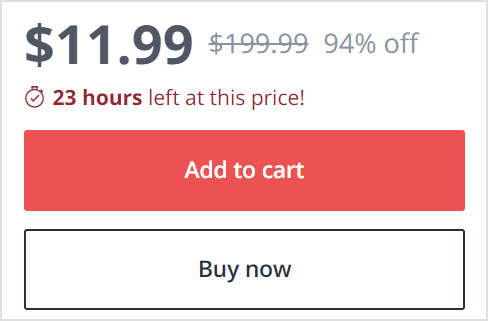 $11.99 $199.99 94% off
23 hours left at this price!
Add to cart
Buy now